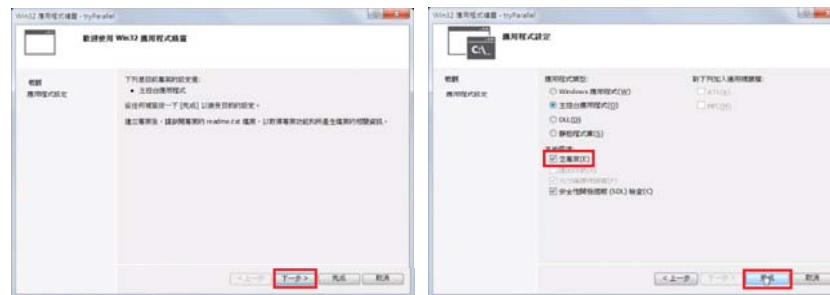 Win32 應用程式精靈 - tryParallel
歡迎使用 Win32 應用程式精靈
概觀
應用程式設定
下列是目前專案的設定值:
• 主控台應用程式
從任何視窗按一下 [完成] 以接受目前的設定。
建立專案後，請參閱專案的 readme.txt 檔案，以取得專案功能和所產生檔案的相關資訊。
<上一步
下一步>
完成
取消
Win32 應用程式精靈 - tryParallel
應用程式設定
C:\_
概觀
應用程式設定
應用程式類型:
Windows 應用程式(W)
主控台應用程式(O)
DLL(D)
靜態程式庫(S)
其他選項:
空專案(E)
安全性開發週期 (SDL) 檢查(C)
對下列加入通用標頭檔:
ATL(A)
MFC(M)
<上一步
下一步>
完成
取消